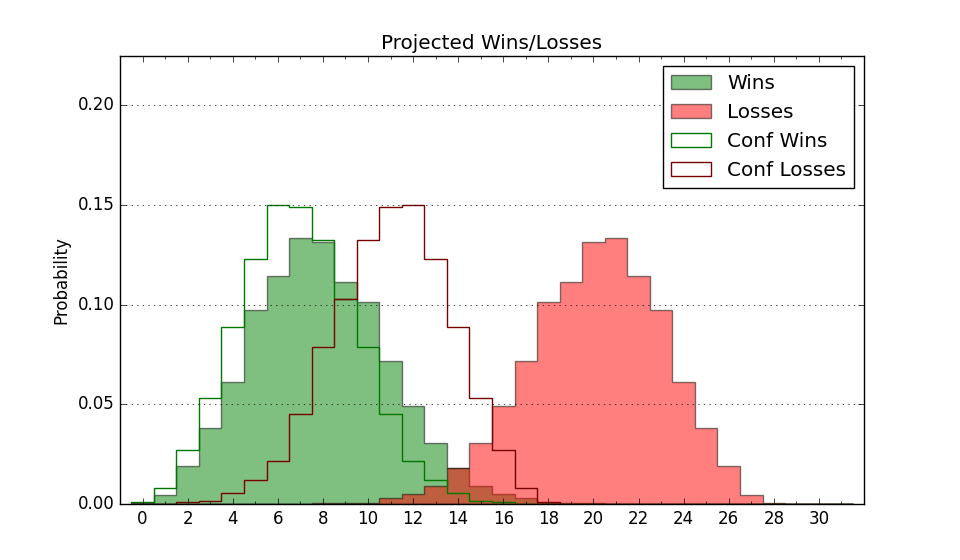 Projected Wins/Losses
Wins
Losses
Conf Wins
Conf Losses
Probability
0.20
0.15
0.10
0.05
0.00
0 2 4 6 8 10 12 14 16 18 20 22 24 26 28 30